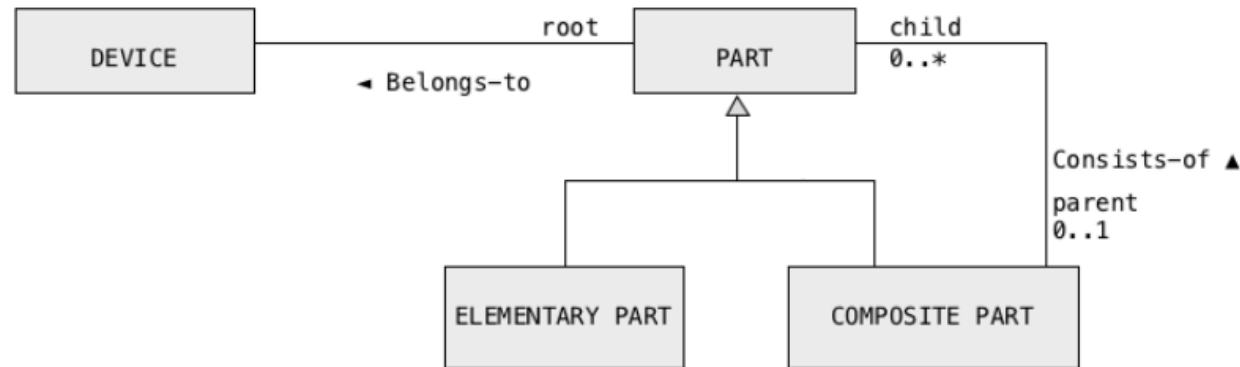 root
child
DEVICE
PART
0..*
◄ Belongs-to
Consists-of ▲
parent
0..1
ELEMENTARY PART
COMPOSITE PART